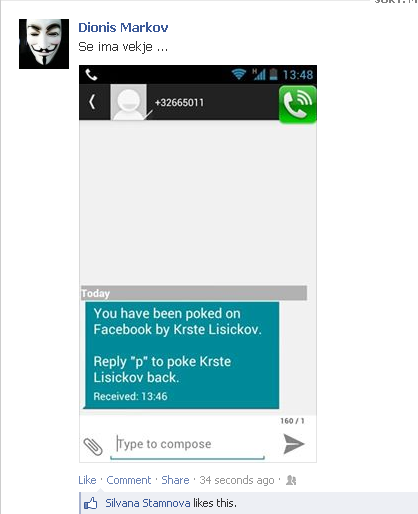 Dionis Markov
Se ima vekje ...
H 13:48
+32665011
Today
You have been poked on
Facebook by Krste Lisickov.
Reply "p" to poke Krste
Lisickov back.
Received: 13:46
160 / 1
Type to compose
Like · Comment · Share · 34 seconds ago ·
Silvana Stamnova likes this.